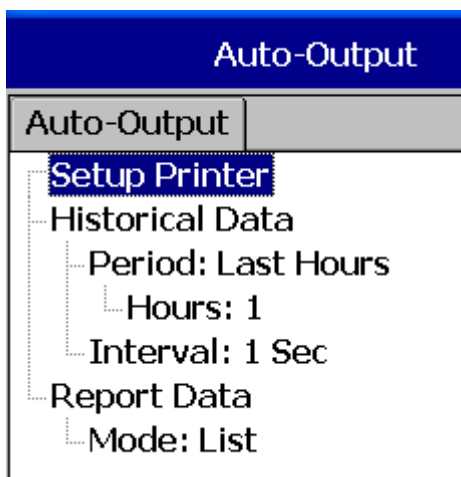 Auto-Output
Auto-Output
Setup Printer
Historical Data
Period: Last Hours
Hours: 1
Interval: 1 Sec
Report Data
Mode: List